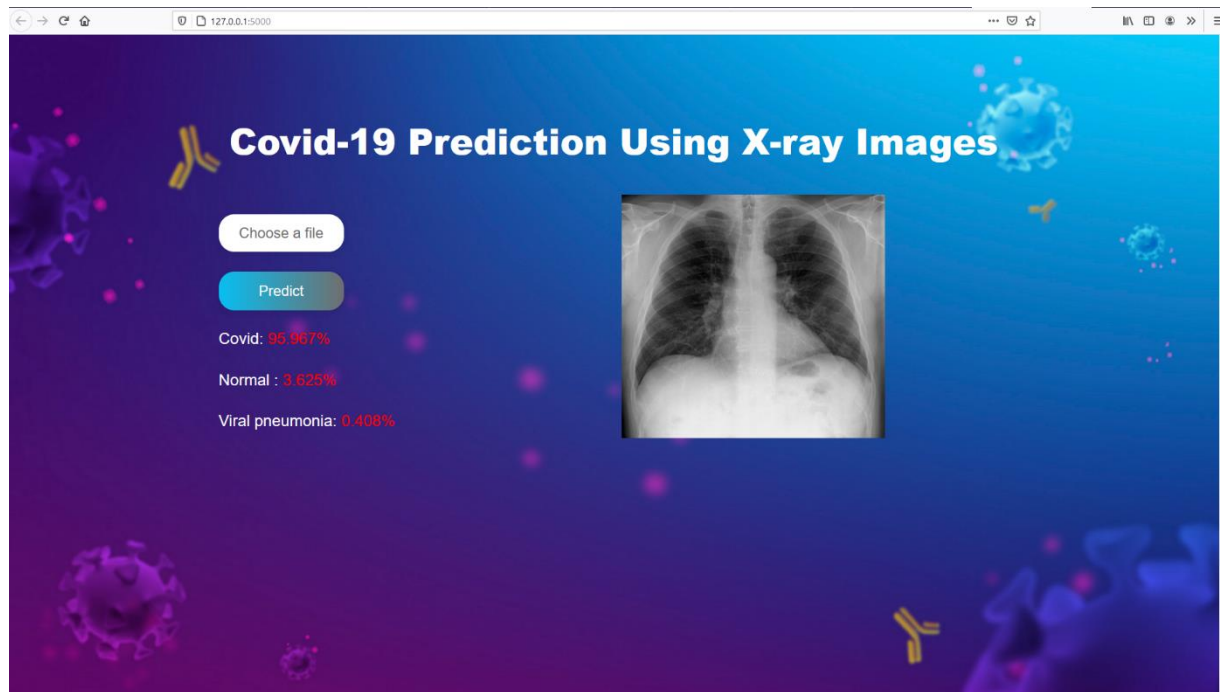 127.0.0.1:5000
Covid-19 Prediction Using X-ray Images
Choose a file
Predict
Covid: 95.967%
Normal : 3.625%
Viral pneumonia: 0.408%